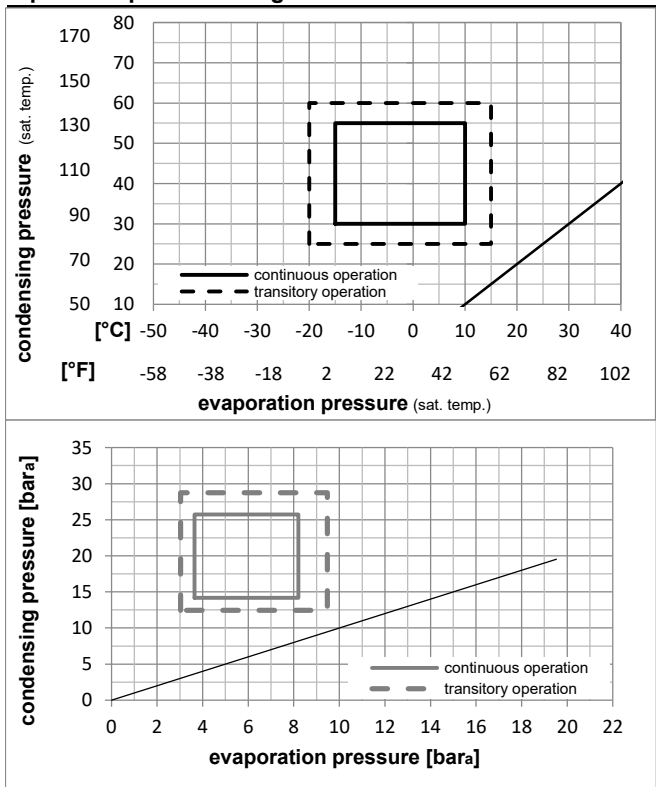 condensing pressure (sat. temp.)
170 80
150 70
60
130 50
110 40
90 30
70 20
50 10
continuous operation
transitory operation
[°C] -50 -40 -30 -20 -10 0 10 20 30 40
[°F] -58 -38 -18 2 22 42 62 82 102
evaporation pressure (sat. temp.)
condensing pressure [bara]
35
30
25
20
15
10
5
0
continuous operation
transitory operation
0 2 4 6 8 10 12 14 16 18 20 22
evaporation pressure [bara]